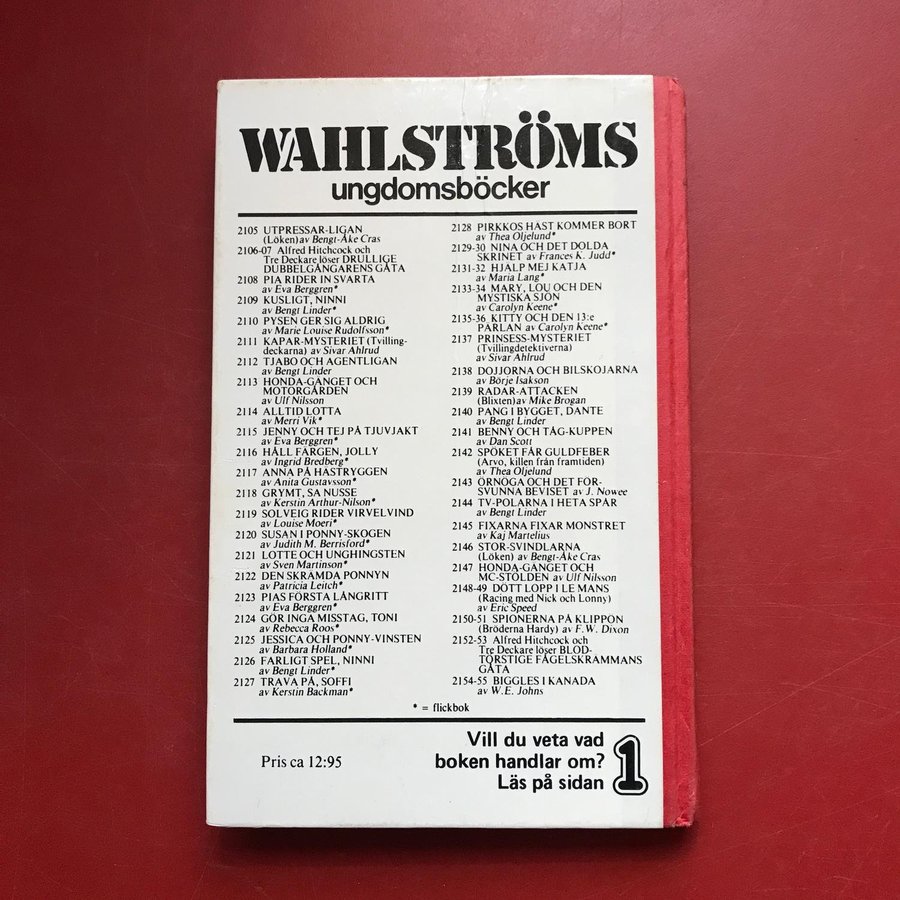 WAHLSTRÖMS
ungdomsböcker
2105 UTPRESSAR-LIGAN
(Löken) av Bengt-Åke Cras
2106-07 Alfred Hitchcock och
Tre Deckare löser DRULLIGE
DUBBELGÅNGARENS GÅTA
2108 PIA RIDER IN SVARTA
av Eva Berggren*
2109 KUSLIGT, NINNI
av Bengt Linder*
2110 PYSEN GER SIG ALDRIG
av Marie Louise Rudolfsson*
2111 KAPAR-MYSTERIET (Tvilling-
deckarna) av Sivar Ahlrud
2112 TJABO OCH AGENTLIGAN
av Bengt Linder
2113 HONDA-GÄNGET OCH
MOTORGÅRDEN
av Ulf Nilsson
2114 ALLTID LOTTA
av Merri Vik*
2115 JENNY OCH TEJ PÅ TJUVJAKT
av Eva Berggren*
2116 HÅLL FÄRGEN, JOLLY
av Ingrid Bredberg*
2117 ANNA PÅ HÄSTRYGGEN
av Anita Gustavsson*
2118 GRYMT, SA NUSSE
av Kerstin Arthur-Nilson*
2119 SOLVEIG RIDER VIRVELVIND
av Louise Moeri*
2120 SUSAN I PONNY-SKOGEN
av Judith M. Berrisford*
2121 LOTTE OCH UNGHINGSTEN
av Sven Martinson*
2122 DEN SKRÄMDA PONNYN
av Patricia Leitch*
2123 PIAS FÖRSTA LÅNGRITT
av Eva Berggren*
2124 GÖR INGA MISSTAG, TONI
av Rebecca Roos*
2125 JESSICA OCH PONNY-VINSTEN
av Barbara Holland*
2126 FARLIGT SPEL, NINNI
av Bengt Linder*
2127 TRAVA PÅ, SOFFI
av Kerstin Backman*
2128 PIRKKOS HÄST KOMMER BORT
av Thea Oljelund*
2129-30 NINA OCH DET DOLDA
SKRINET av Frances K. Judd*
2131-32 HJÄLP MEJ KATJA
av Maria Lang*
2133-34 MARY, LOU OCH DEN
MYSTISKA SJÖN
av Carolyn Keene*
2135-36 KITTY OCH DEN 13:e
PÄRLAN av Carolyn Keene*
2137 PRINSESS-MYSTERIET
(Tvillingdetektiverna)
av Sivar Ahlrud
2138 DOJJORNA OCH BILSKOJARNA
av Börje Isakson
2139 RADAR-ATTACKEN
(Blixten) av Mike Brogan
2140 PANG I BYGGET, DANTE
av Bengt Linder
2141 BENNY OCH TÅG-KUPPEN
av Dan Scott
2142 SPÖKET FÅR GULDFEBER
(Arvo, killen från framtiden)
av Thea Oljelund
2143 ÖRNÖGA OCH DET FÖR-
SVUNNA BEVISET av J. Nowee
2144 TV-POLARNA I HETA SPÅR
av Bengt Linder
2145 FIXARNA FIXAR MONSTRET
av Kaj Martelius
2146 STOR-SVINDLARNA
(Löken) av Bengt-Åke Cras
2147 HONDA-GÄNGET OCH
MC-STÖLDEN av Ulf Nilsson
2148-49 DÖTT LOPP I LE MANS
(Racing med Nick och Lonny)
av Eric Speed
2150-51 SPIONERNA PÅ KLIPPÖN
(Bröderna Hardy) av F.W. Dixon
2152-53 Alfred Hitchcock och
Tre Deckare löser BLOD-
TÖRSTIGE FÅGELSKRÄMMANS
GÅTA
2154-55 BIGGLES I KANADA
av W.E. Johns
* = flickbok
Pris ca 12:95
Vill du veta vad
boken handlar om?
Läs på sidan 1